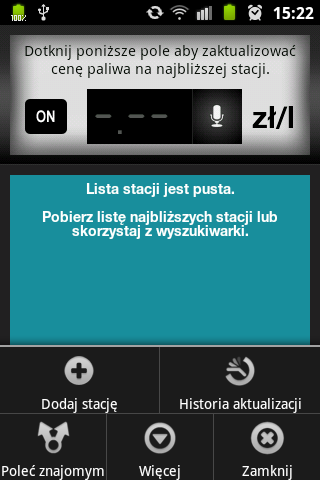 100% 15:22
Dotknij poniższe pole aby zaktualizować
cenę paliwa na najbliższej stacji.
ON -.-- zł/l
Lista stacji jest pusta.
Pobierz listę najbliższych stacji lub
skorzystaj z wyszukiwarki.
Dodaj stację Historia aktualizacji
Poleć znajomym Więcej Zamknij